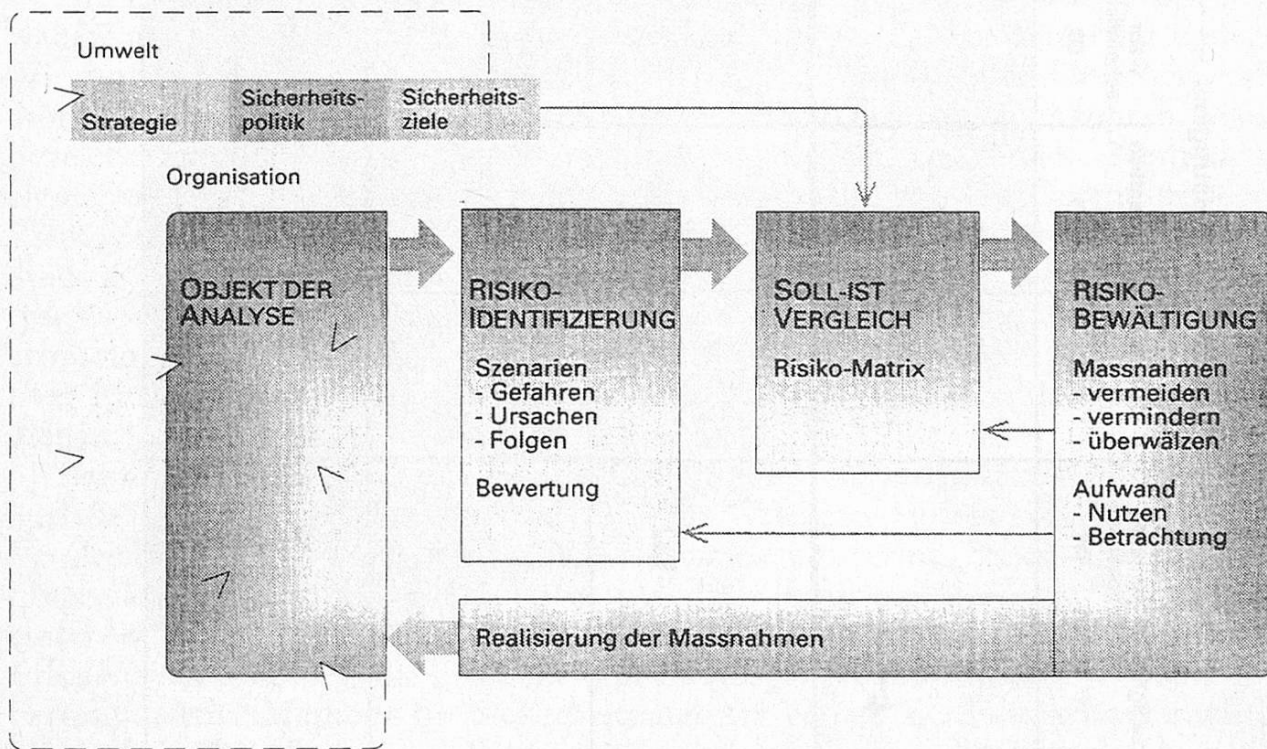 Umwelt
Strategie
Sicherheits-
politik
Sicherheits-
ziele
Organisation
OBJEKT DER
ANALYSE
RISIKO-
IDENTIFIZIERUNG
Szenarien
- Gefahren
- Ursachen
- Folgen
Bewertung
SOLL-IST
VERGLEICH
Risiko-Matrix
RISIKO-
BEWÄLTIGUNG
Massnahmen
- vermeiden
- vermindern
- überwälzen
Aufwand
- Nutzen
- Betrachtung
Realisierung der Massnahmen